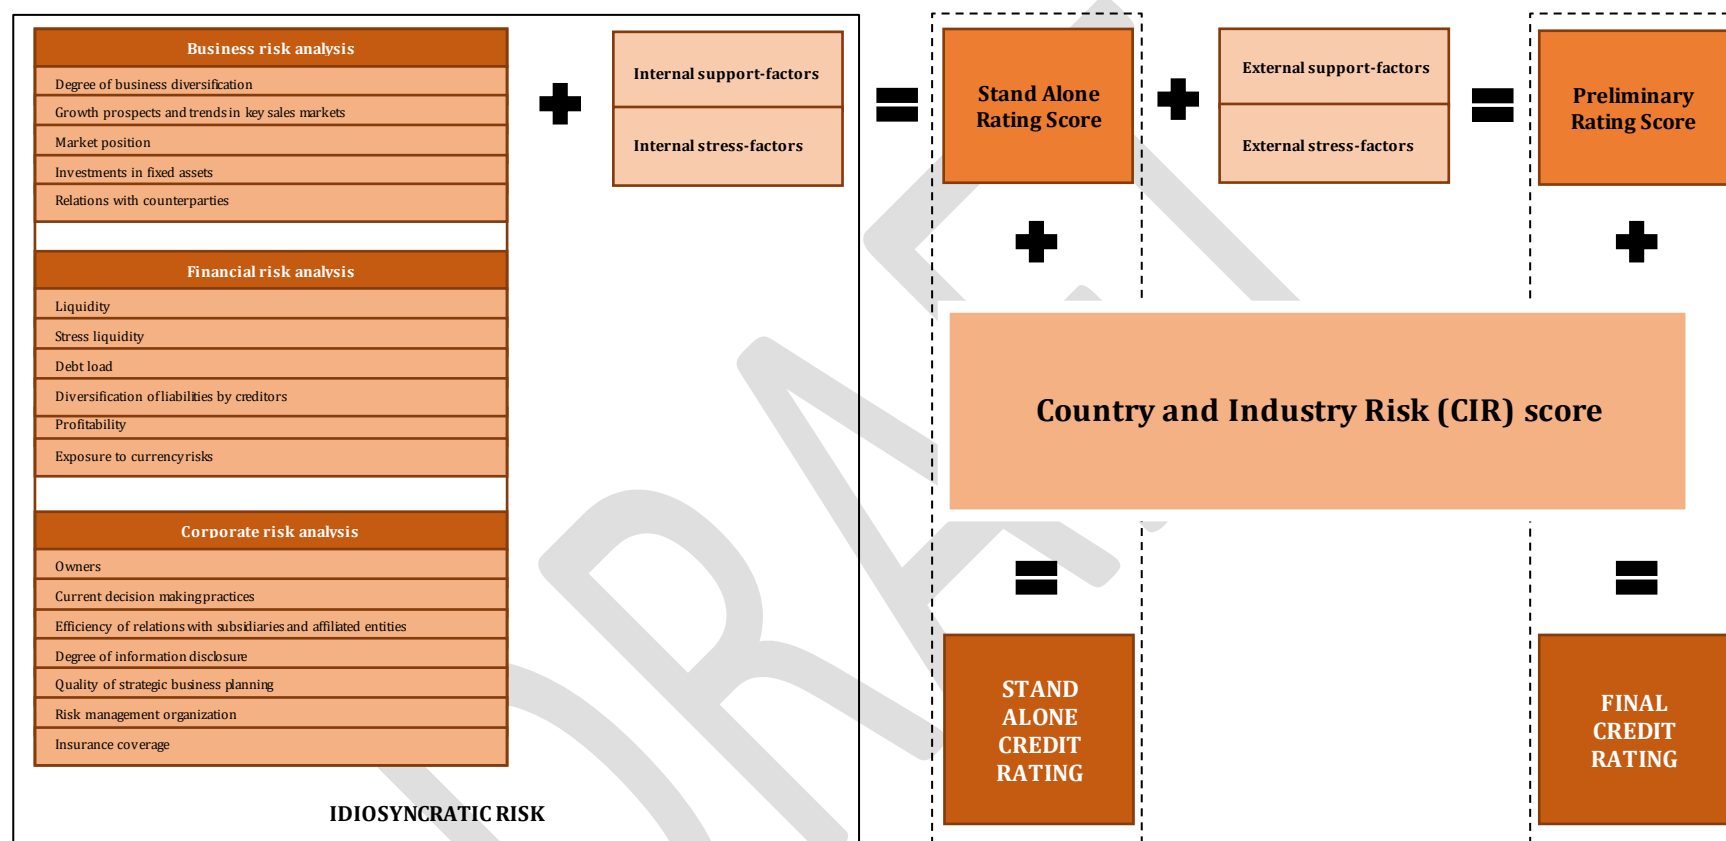 Business risk analysis
Degree of business diversification
Growth prospects and trends in key sales markets
Market position
Investments in fixed assets
Relations with counterparties
Financial risk analysis
Liquidity
Stress liquidity
Debt load
Diversification of liabilities by creditors
Profitability
Exposure to currency risks
Corporate risk analysis
Owners
Current decision making practices
Efficiency of relations with subsidiaries and affiliated entities
Degree of information disclosure
Quality of strategic business planning
Risk management organization
Insurance coverage
IDIOSYNCRATIC RISK
Internal support-factors
Internal stress-factors
Stand Alone
Rating Score
External support-factors
External stress-factors
Preliminary
Rating Score
Country and Industry Risk (CIR) score
STAND
ALONE
CREDIT
RATING
FINAL
CREDIT
RATING
DRAFT